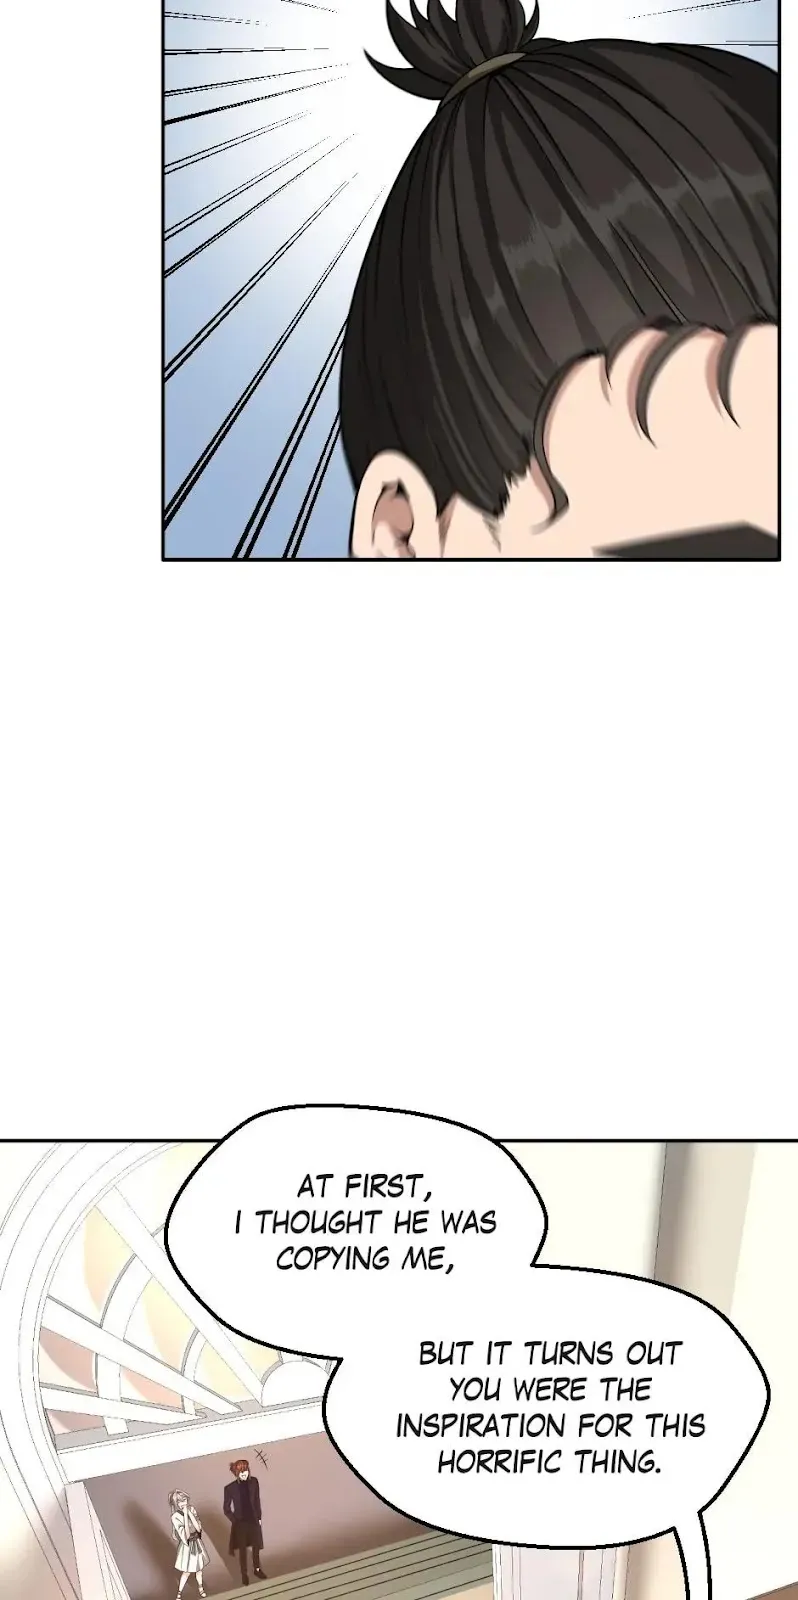 AT FIRST,
I THOUGHT HE WAS
COPYING ME,
BUT IT TURNS OUT
YOU WERE THE
INSPIRATION FOR THIS
HORRIFIC THING.